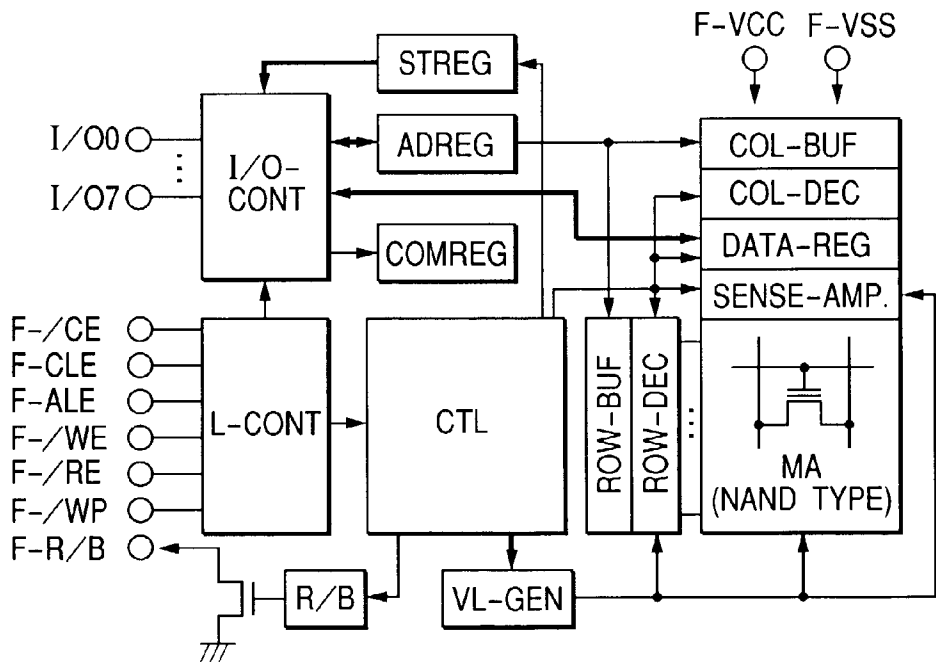 F-VCC F-VSS
STREG
I/O0
I/O-
CONT
ADREG
COL-BUF
I/O7
COL-DEC
COMREG
DATA-REG
SENSE-AMP.
F-/CE
F-CLE
F-ALE
F-/WE
F-/RE
F-/WP
F-R/B
L-CONT
CTL
ROW-BUF
ROW-DEC
MA
(NAND TYPE)
R/B
VL-GEN